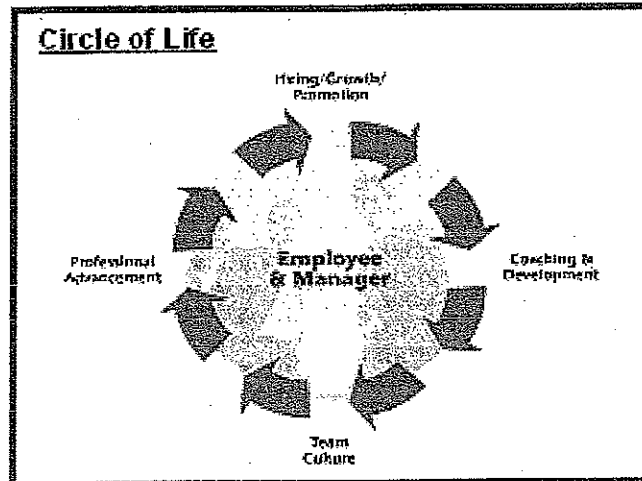 Circle of Life
Hiring/Growth/
Promotion
Professional
Advancement
Employee
& Manager
Coaching &
Development
Team
Culture